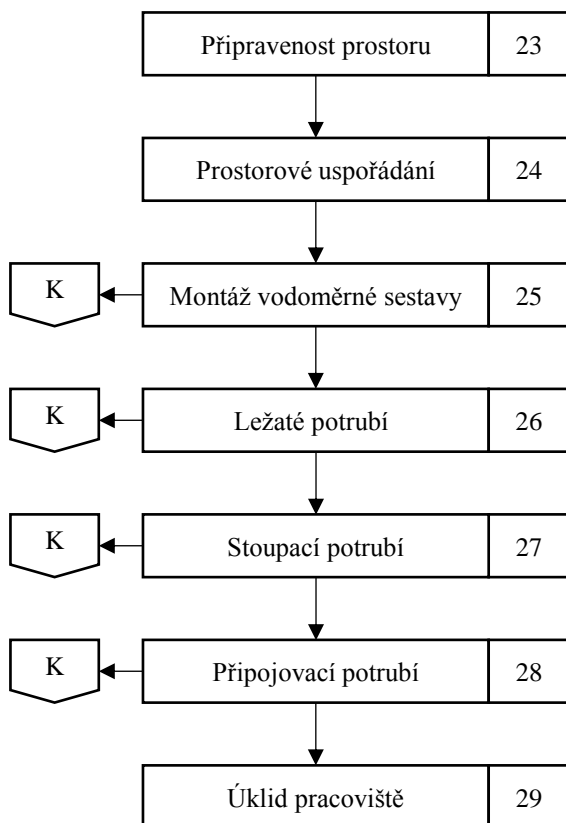 Připravenost prostoru 23
Prostorové uspořádání 24
K Montáž vodoměrné sestavy 25
K Ležaté potrubí 26
K Stoupací potrubí 27
K Připojovací potrubí 28
Úklid pracoviště 29